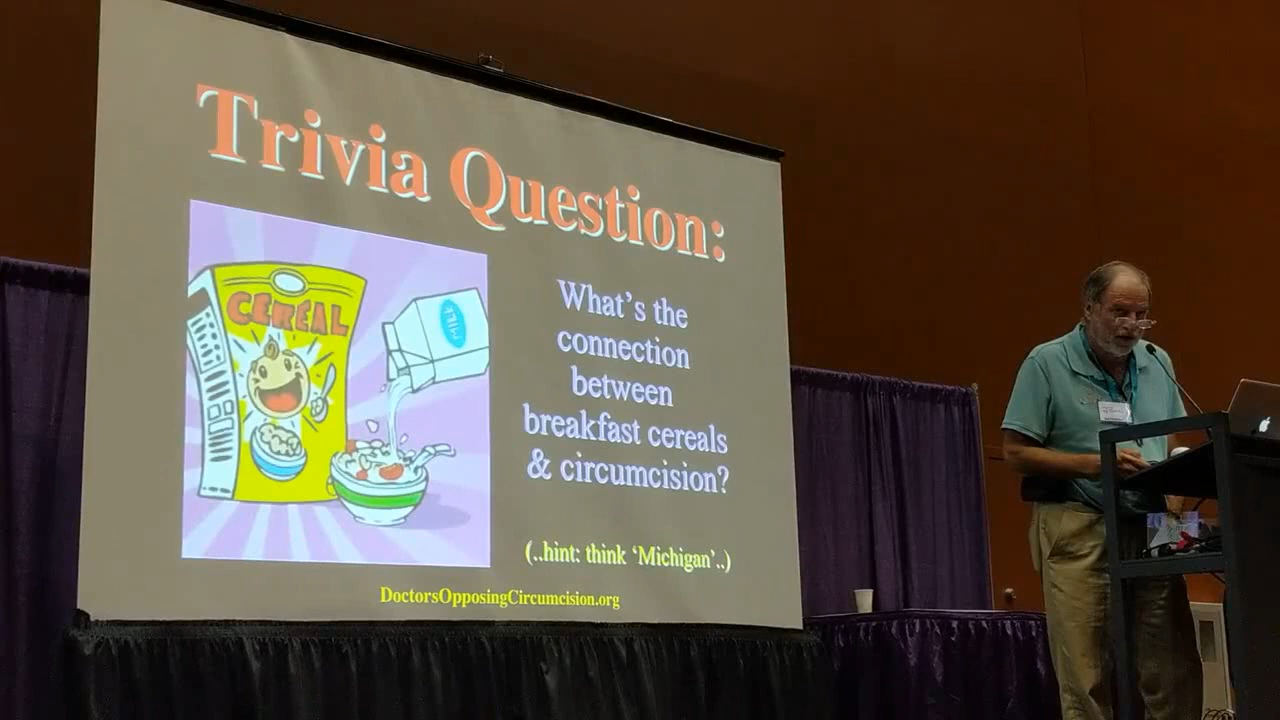 Trivia Question:
CEREAL
MILK
What's the
connection
between
breakfast cereals
& circumcision?
(..hint: think 'Michigan'..)
DoctorsOpposingCircumcision.org